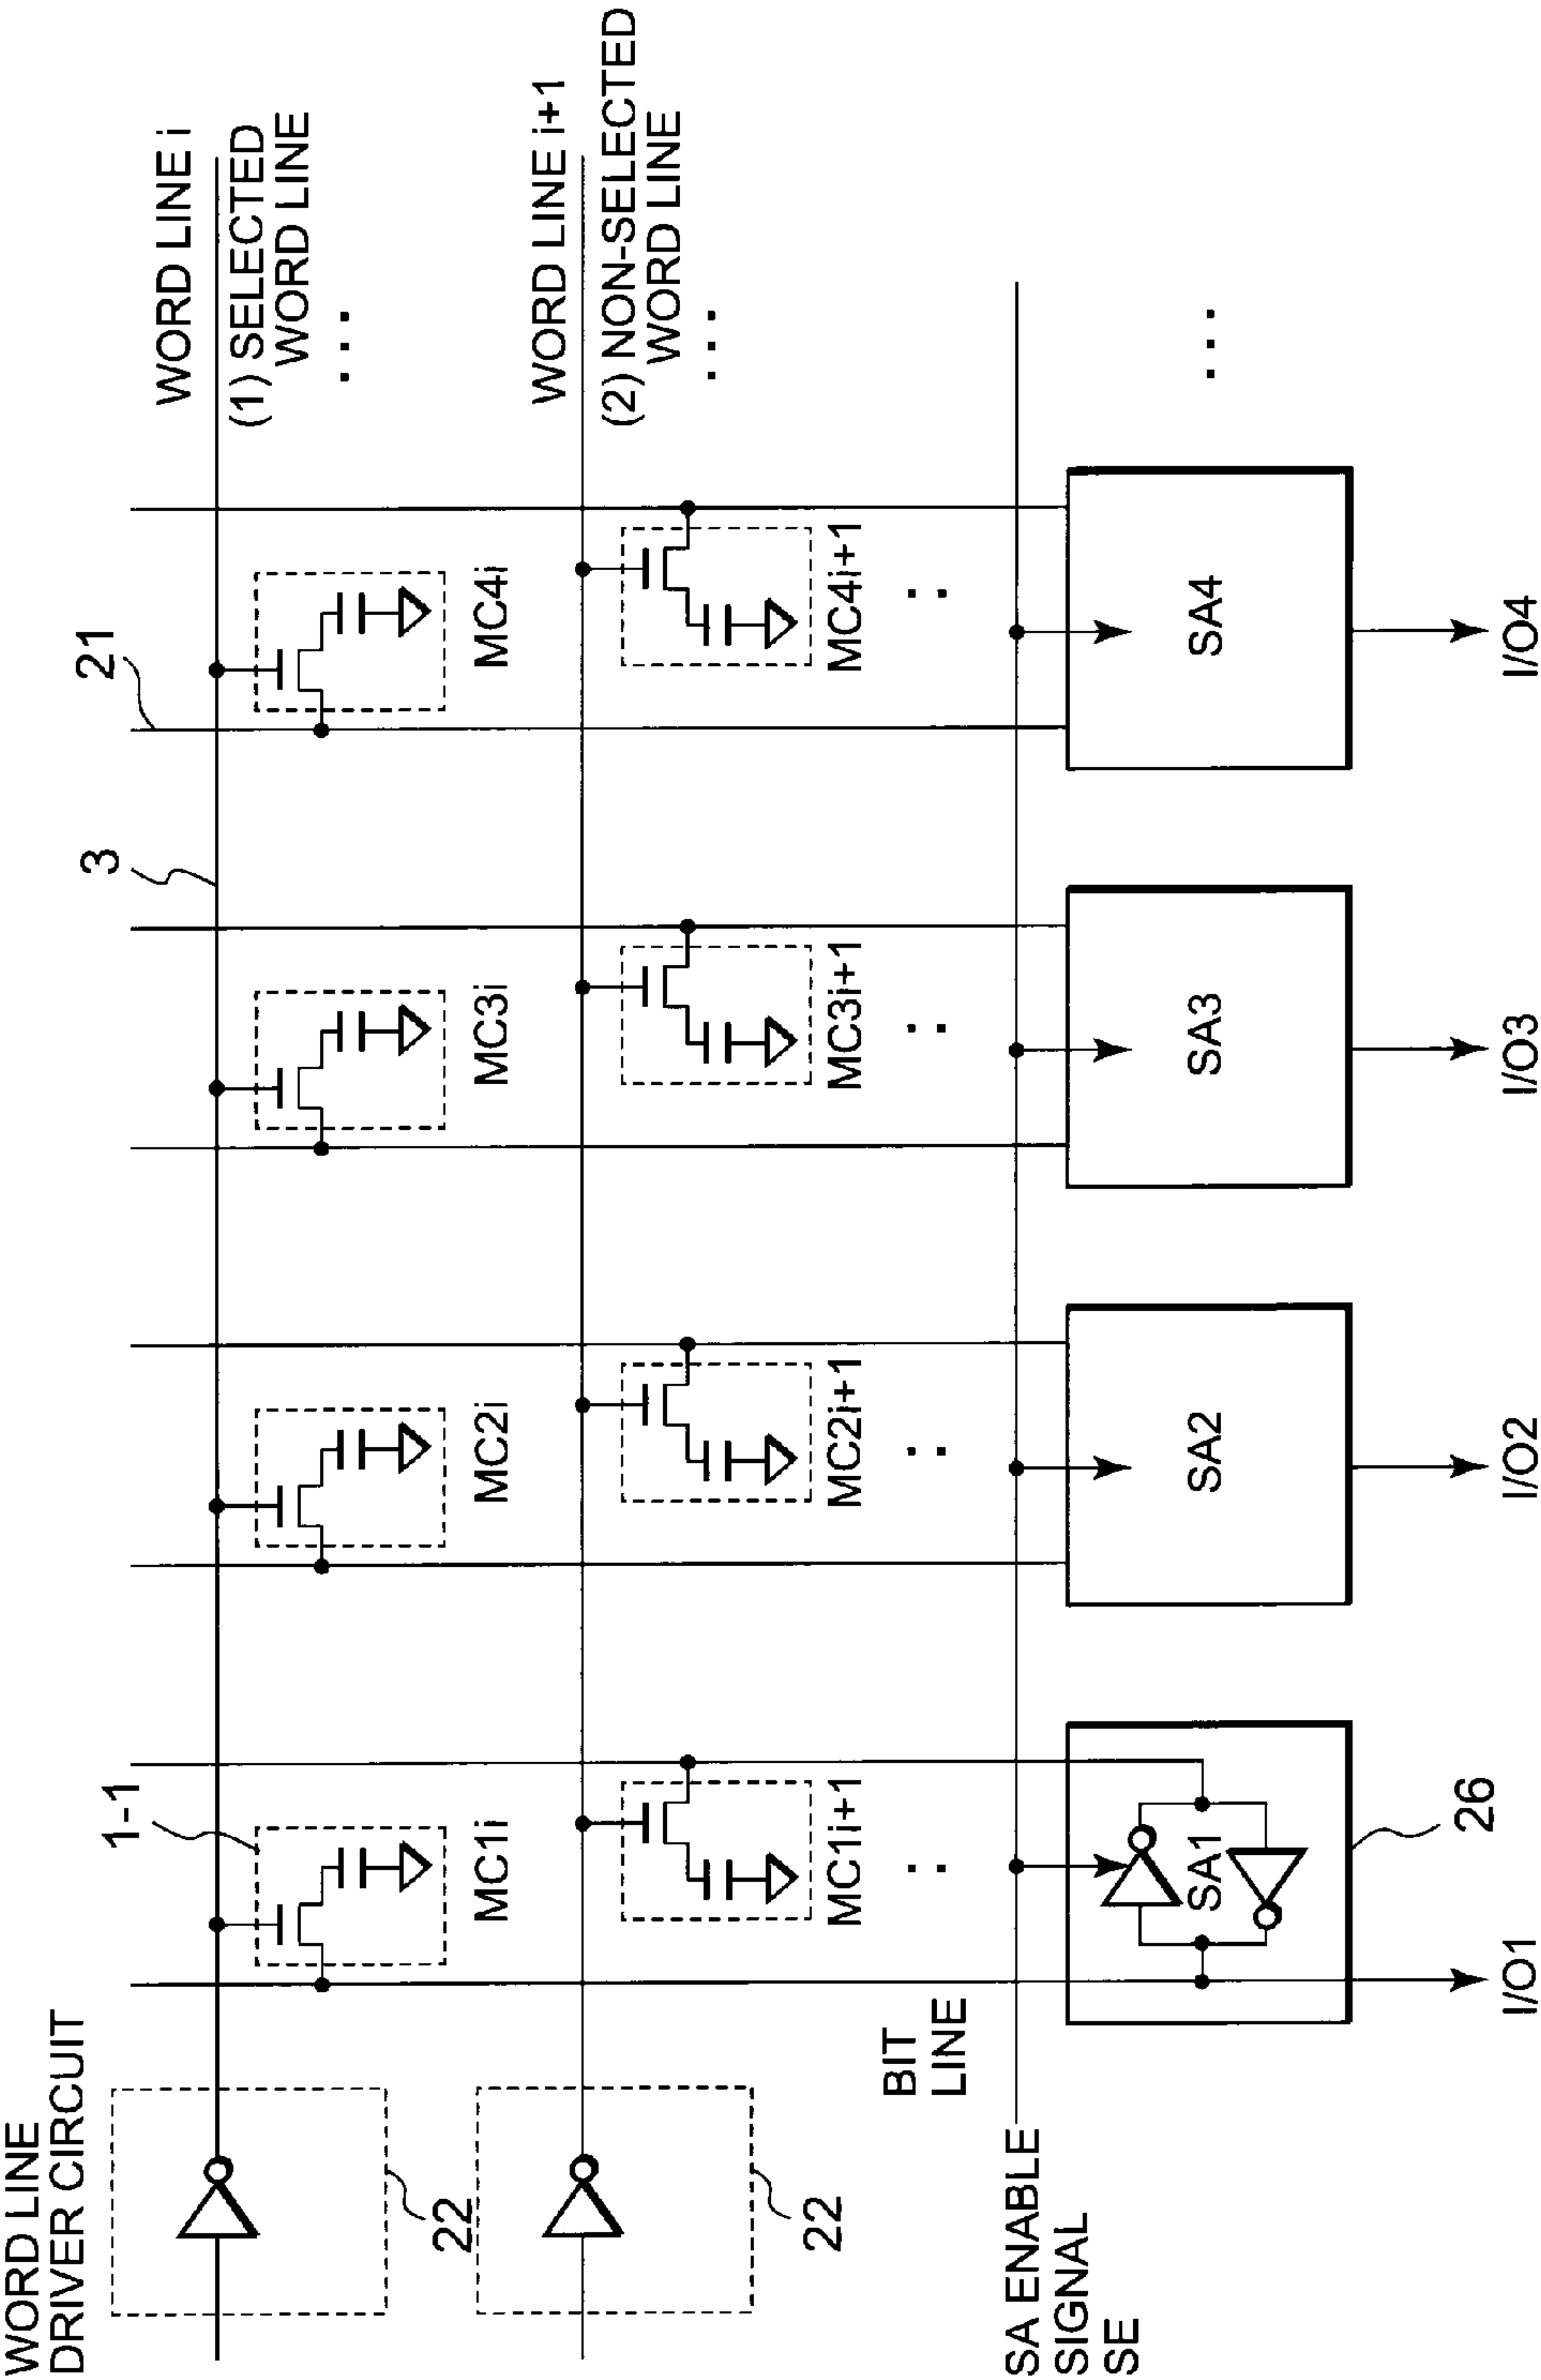 WORD LINE
DRIVER CIRCUIT
22
22
1-1
3
21
WORD LINE i
(1) SELECTED
WORD LINE
...
MC1i
MC2i
MC3i
MC4i
WORD LINE i+1
(2) NON-SELECTED
WORD LINE
...
MC1i+1
MC2i+1
MC3i+1
MC4i+1
BIT
LINE
SA ENABLE
SIGNAL
SE
SA1
SA2
SA3
SA4
...
26
I/O1
I/O2
I/O3
I/O4